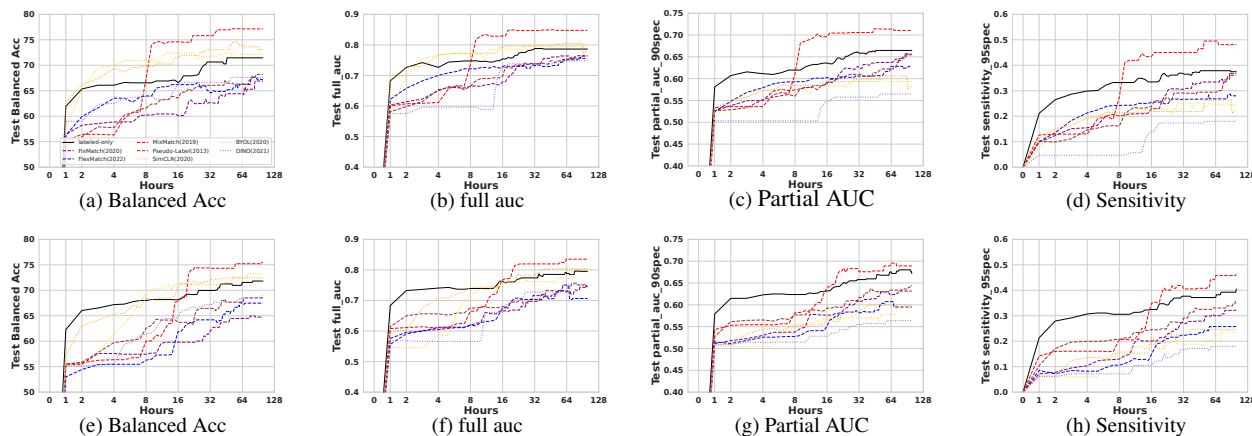 Test Balanced Acc
80
75
70
65
60
55
50
labeled-only
FixMatch(2020)
FlexMatch(2022)
MixMatch(2019)
Pseudo-Label(2013)
SimCLR(2020)
BYOL(2020)
DINO(2021)
0 1 2 4 8 16 32 64 128
Hours
(a) Balanced Acc
Test full_auc
0.9
0.8
0.7
0.6
0.5
0.4
0 1 2 4 8 16 32 64 128
Hours
(b) full auc
Test partial_auc_90spec
0.75
0.70
0.65
0.60
0.55
0.50
0.45
0.40
0 1 2 4 8 16 32 64 128
Hours
(c) Partial AUC
Test sensitivity_95spec
0.6
0.5
0.4
0.3
0.2
0.1
0.0
0 1 2 4 8 16 32 64 128
Hours
(d) Sensitivity
Test Balanced Acc
80
75
70
65
60
55
50
0 1 2 4 8 16 32 64 128
Hours
(e) Balanced Acc
Test full_auc
0.9
0.8
0.7
0.6
0.5
0.4
0 1 2 4 8 16 32 64 128
Hours
(f) full auc
Test partial_auc_90spec
0.75
0.70
0.65
0.60
0.55
0.50
0.45
0.40
0 1 2 4 8 16 32 64 128
Hours
(g) Partial AUC
Test sensitivity_95spec
0.6
0.5
0.4
0.3
0.2
0.1
0.0
0 1 2 4 8 16 32 64 128
Hours
(h) Sensitivity